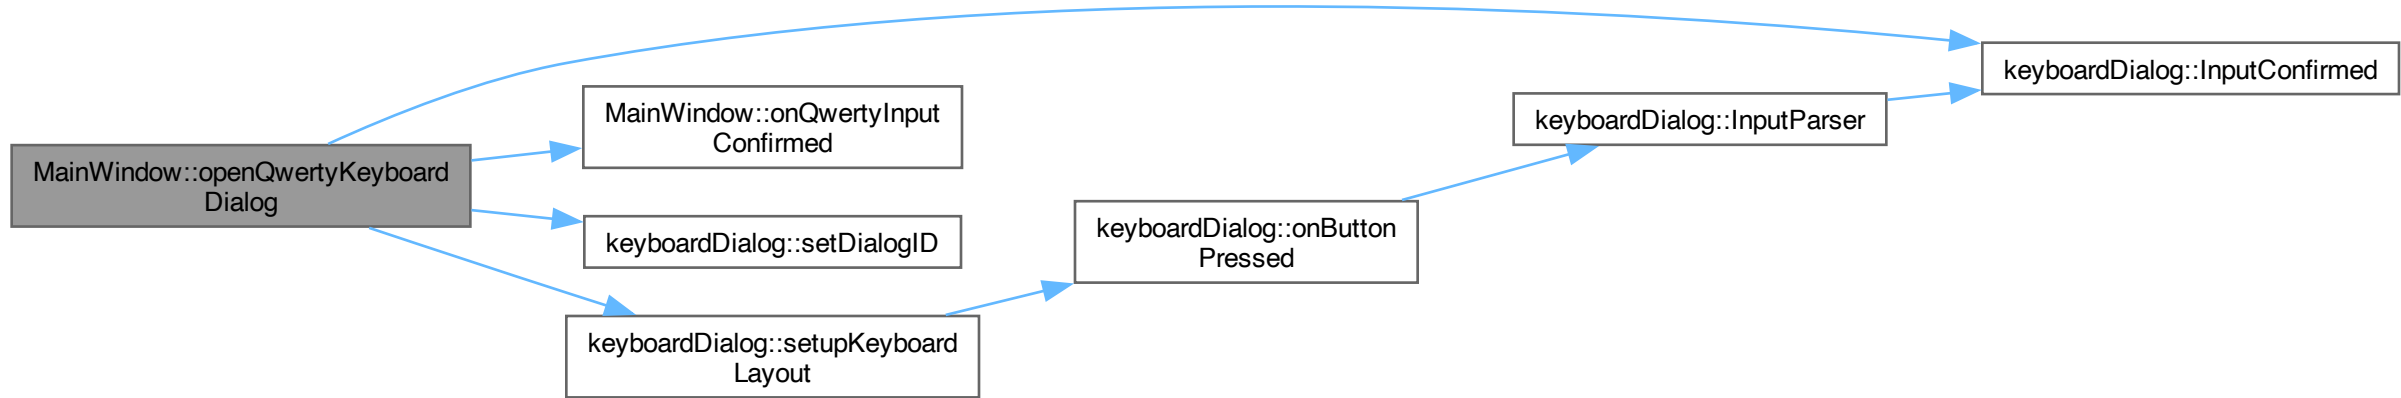 MainWindow::openQwertyKeyboard
Dialog
MainWindow::onQwertyInput
Confirmed
keyboardDialog::setDialogID
keyboardDialog::setupKeyboard
Layout
keyboardDialog::onButton
Pressed
keyboardDialog::InputParser
keyboardDialog::InputConfirmed